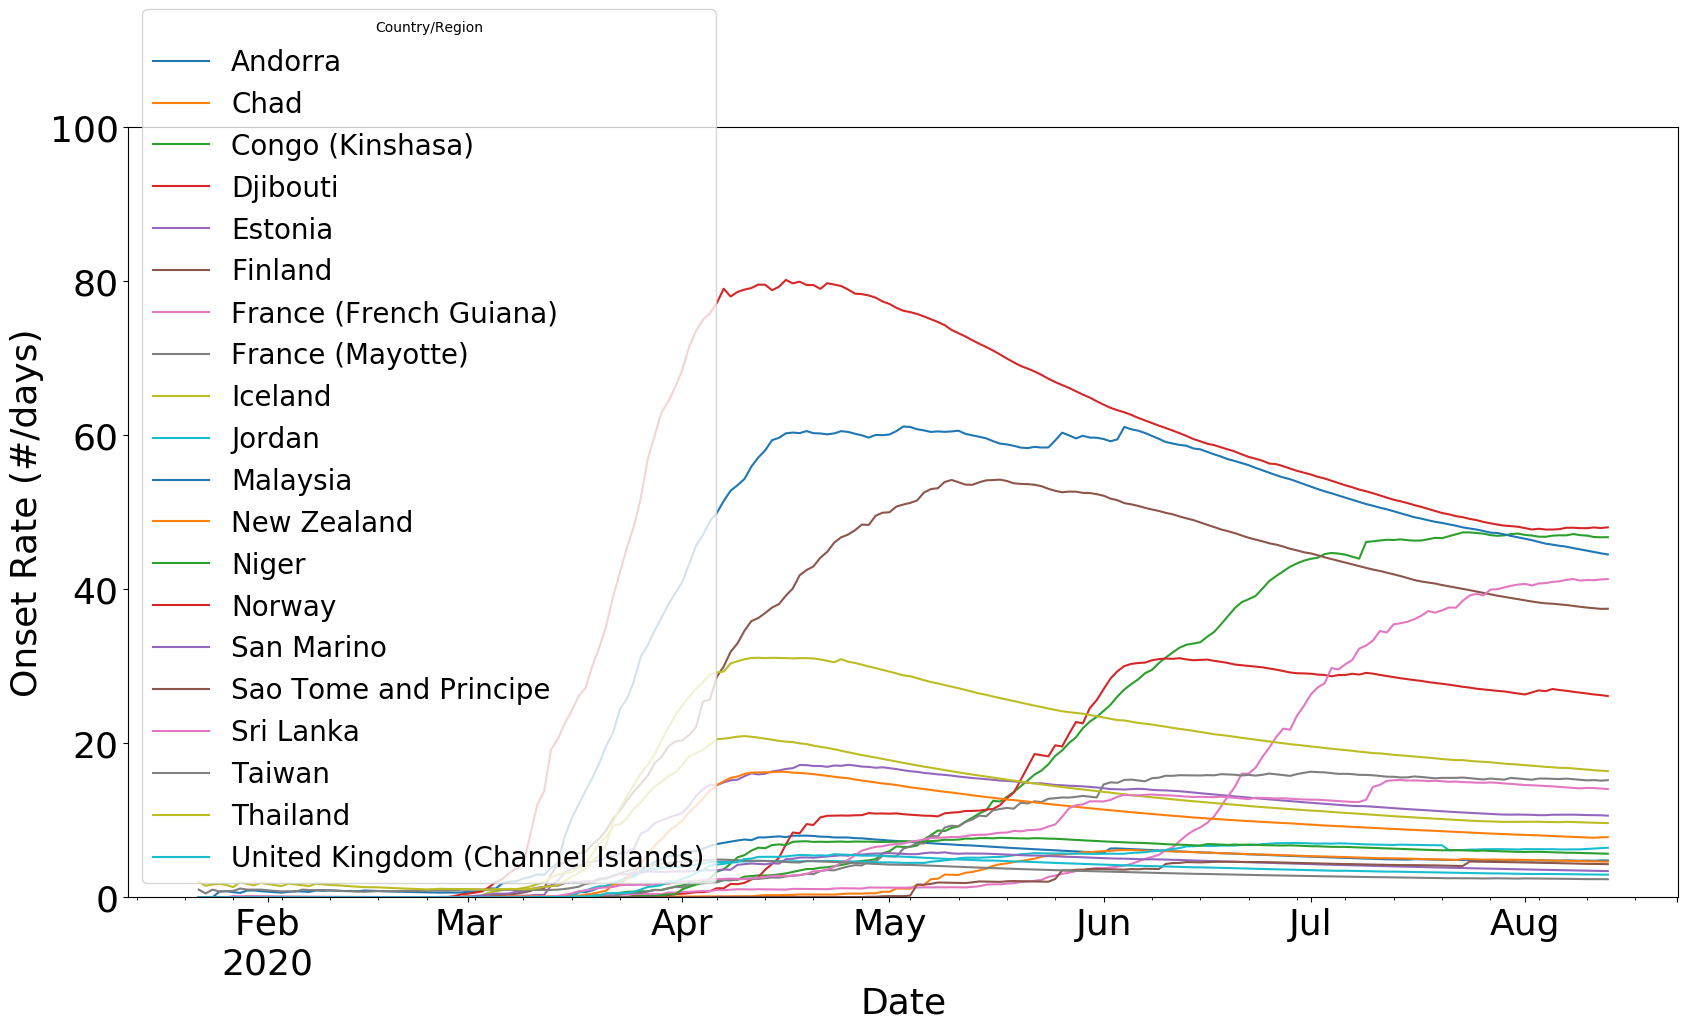 Country/Region
Andorra
Chad
Congo (Kinshasa)
Djibouti
Estonia
Finland
France (French Guiana)
France (Mayotte)
Iceland
Jordan
Malaysia
New Zealand
Niger
Norway
San Marino
Sao Tome and Principe
Sri Lanka
Taiwan
Thailand
United Kingdom (Channel Islands)
100
80
60
40
20
0
Onset Rate (#/days)
Feb Mar Apr May Jun Jul Aug
2020
Date